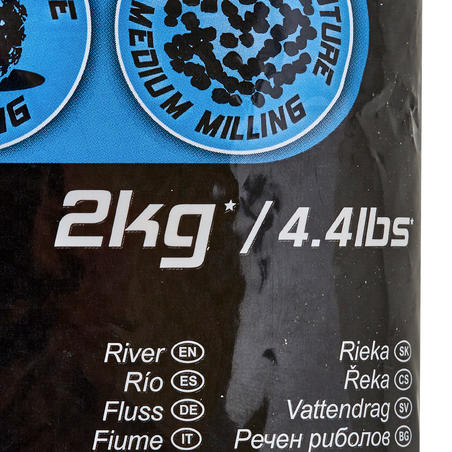 MEDIUM MILLING
2kg* / 4.4lbs*
River EN
Río ES
Fluss DE
Fiume IT
Rieka SK
Řeka CS
Vattendrag SV
Речен риболов BG